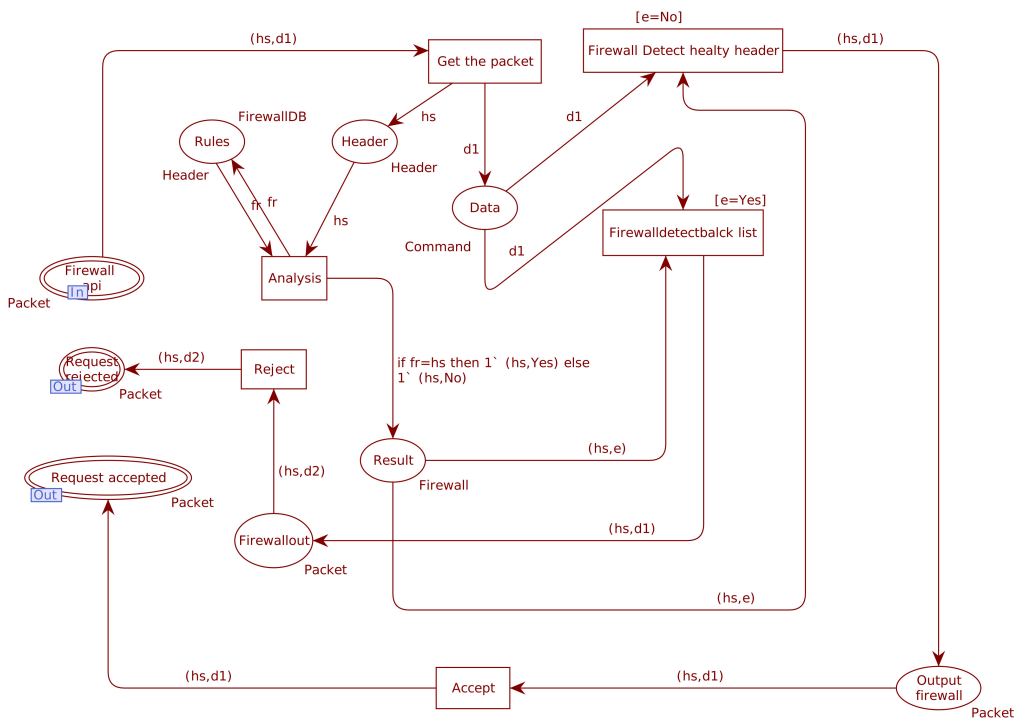 [e=No]
(hs,d1)
Get the packet
Firewall Detect healty header
(hs,d1)
FirewallDB
hs
Rules
Header
d1
d1
Header
Header
fr
fr
hs
Data
[e=Yes]
Command
d1
Firewalldetectbalck list
Firewall
api
In
Packet
Analysis
if fr=hs then 1` (hs,Yes) else
1` (hs,No)
(hs,d2)
Reject
Request
rejected
Out
Packet
(hs,e)
Result
Firewall
Request accepted
Out
Packet
(hs,d2)
(hs,d1)
Firewallout
Packet
(hs,e)
(hs,d1)
Accept
(hs,d1)
Output
firewall
Packet